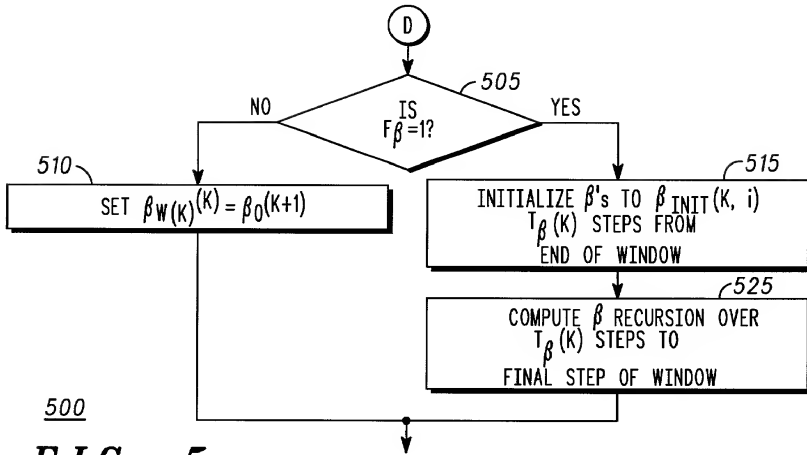 D
505
NO
IS
Fβ=1?
YES
510
SET βW(K)(K) = β0(K+1)
515
INITIALIZE β's TO βINIT(K, i)
Tβ(K) STEPS FROM
END OF WINDOW
525
COMPUTE β RECURSION OVER
Tβ(K) STEPS TO
FINAL STEP OF WINDOW
500
FIG. 5